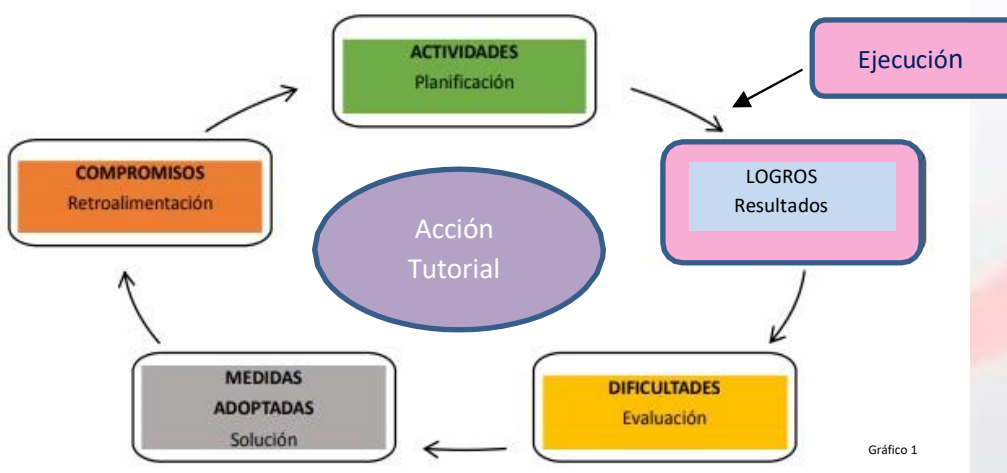 ACTIVIDADES
Planificación
Ejecución
LOGROS
Resultados
COMPROMISOS
Retroalimentación
Acción
Tutorial
MEDIDAS
ADOPTADAS
Solución
DIFICULTADES
Evaluación
Gráfico 1